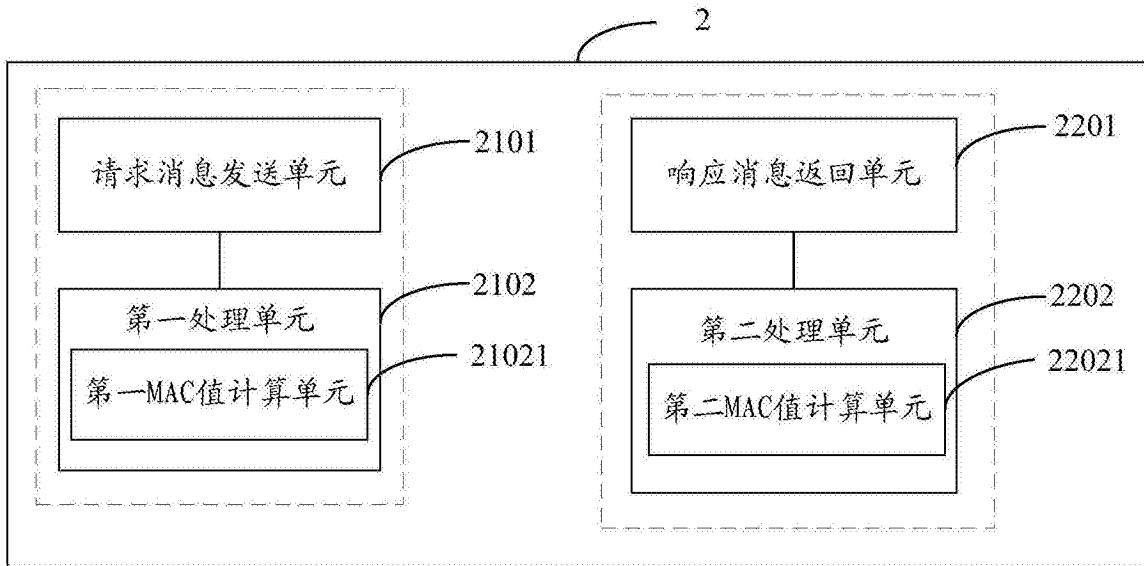 2
请求消息发送单元
2101
第一处理单元
2102
第一MAC值计算单元
21021
响应消息返回单元
2201
第二处理单元
2202
第二MAC值计算单元
22021